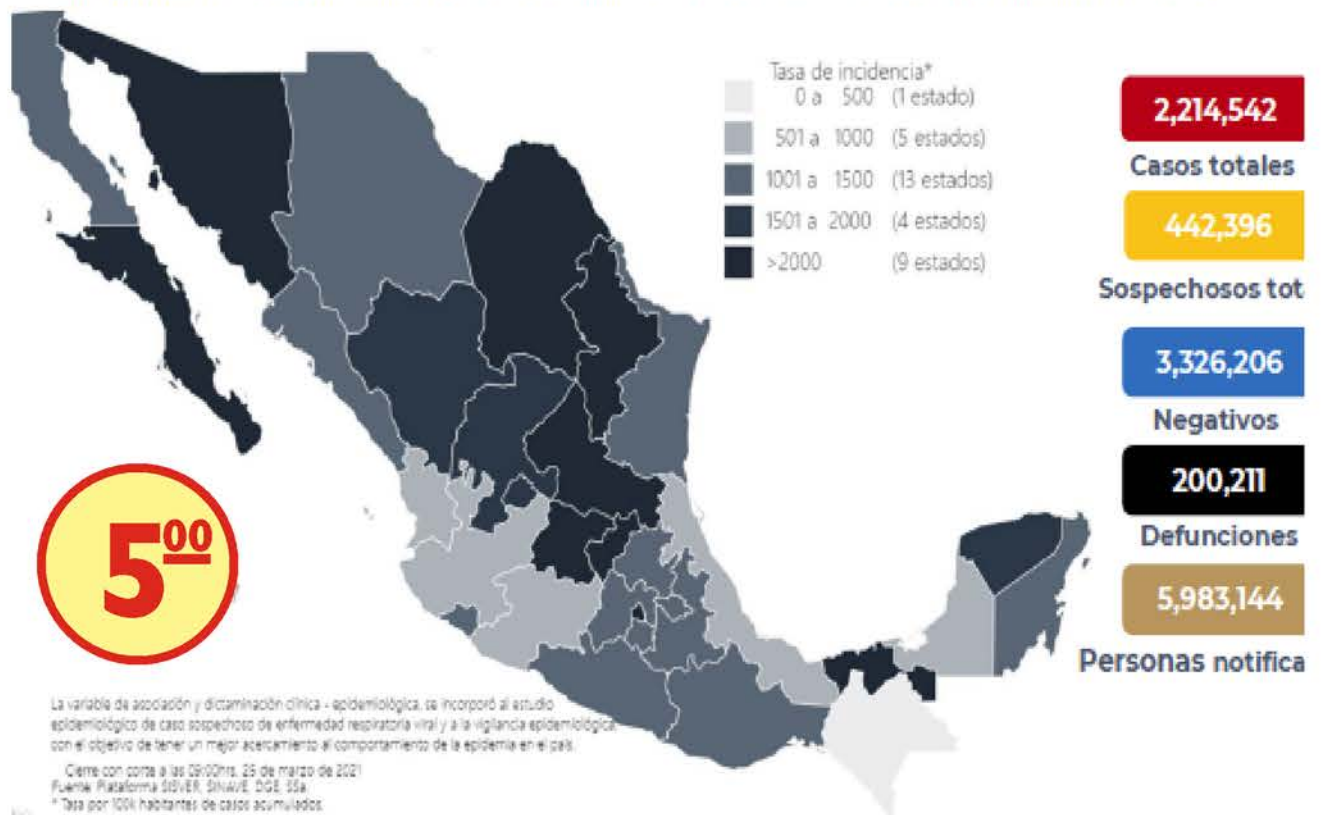 Tasa de incidencia*
0 a 500 (1 estado)
501 a 1000 (5 estados)
1001 a 1500 (13 estados)
1501 a 2000 (4 estados)
>2000 (9 estados)
2,214,542
Casos totales
442,396
Sospechosos tot
3,326,206
Negativos
200,211
Defunciones
5,983,144
Personas notifica
500
La variable de asociación y dictaminación clínica - epidemiológica, se incorporó al estudio
epidemiológico de caso sospechoso de enfermedad respiratoria viral y a la vigilancia epidemiológica,
con el objetivo de tener un mejor acercamiento al comportamiento de la epidemia en el país.
Cierre con corte a las 09:00hrs, 25 de marzo de 2021
Fuente: Plataforma SISVER, SINAVE, DGE, SSa.
* Tasa por 100k habitantes de casos acumulados